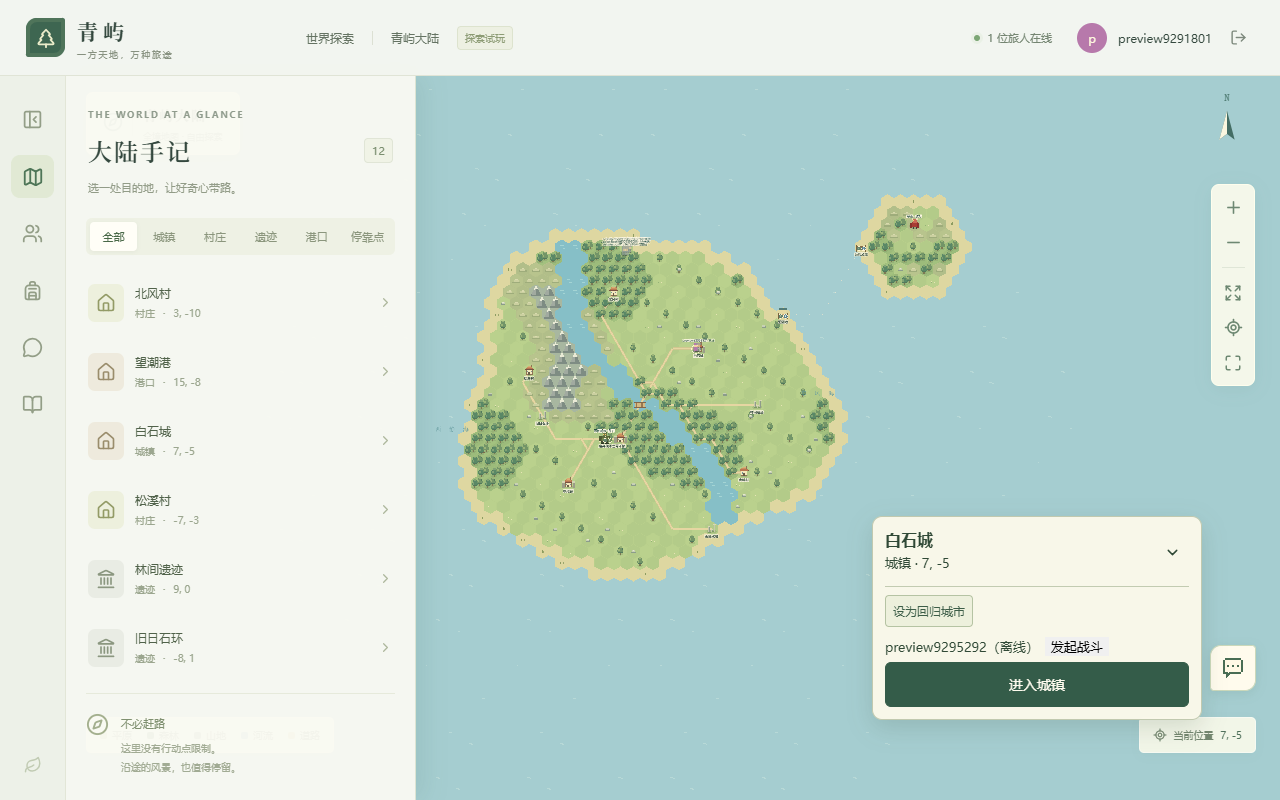 青屿
一方天地，万种旅途
世界探索
青屿大陆
探索试玩
1 位旅人在线
p
preview9291801
THE WORLD AT A GLANCE
大陆手记
12
选一处目的地，让好奇心带路。
全部
城镇
村庄
遗迹
港口
停靠点
北风村
村庄 · 3, -10
望潮港
港口 · 15, -8
白石城
城镇 · 7, -5
松溪村
村庄 · -7, -3
林间遗迹
遗迹 · 9, 0
旧日石环
遗迹 · -8, 1
不必赶路
这里没有行动点限制。
沿途的风景，也值得停留。
N
白石城
城镇 · 7, -5
设为回归城市
preview9295292（离线） 发起战斗
进入城镇
当前位置 7, -5